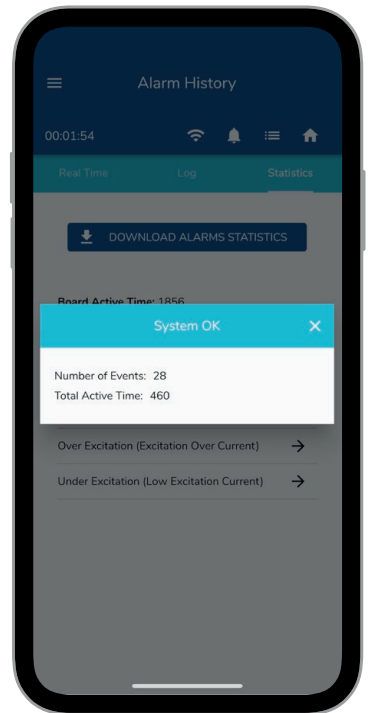 Alarm History
00:01:54
Real Time Log Statistics
DOWNLOAD ALARMS STATISTICS
Board Active Time: 1856
System OK
Number of Events: 28
Total Active Time: 460
Over Excitation (Excitation Over Current)
Under Excitation (Low Excitation Current)